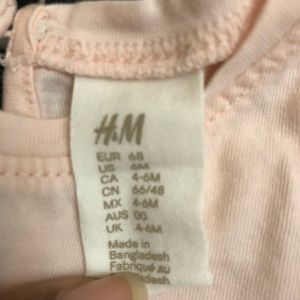 H&M
EUR 68
US 6M
CA 4-6M
CN 66/48
MX 4-6M
AUS 00
UK 4-6M
Made in
Bangladesh
Fabriqué au
Bangladesh